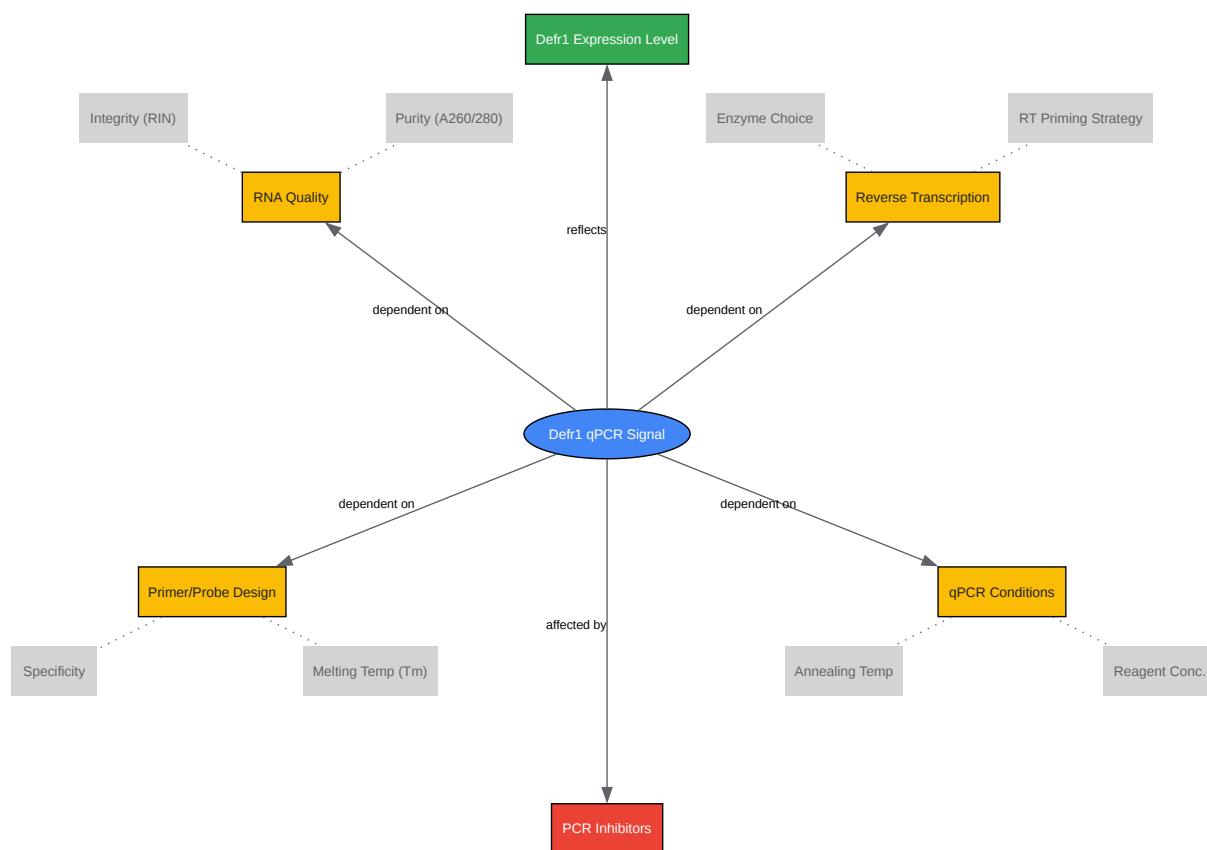 Defr1 Expression Level
Integrity (RIN)
Purity (A260/280)
Enzyme Choice
RT Priming Strategy
RNA Quality
Reverse Transcription
reflects
dependent on
dependent on
Defr1 qPCR Signal
dependent on
dependent on
Primer/Probe Design
qPCR Conditions
affected by
Specificity
Melting Temp (Tm)
Annealing Temp
Reagent Conc.
PCR Inhibitors